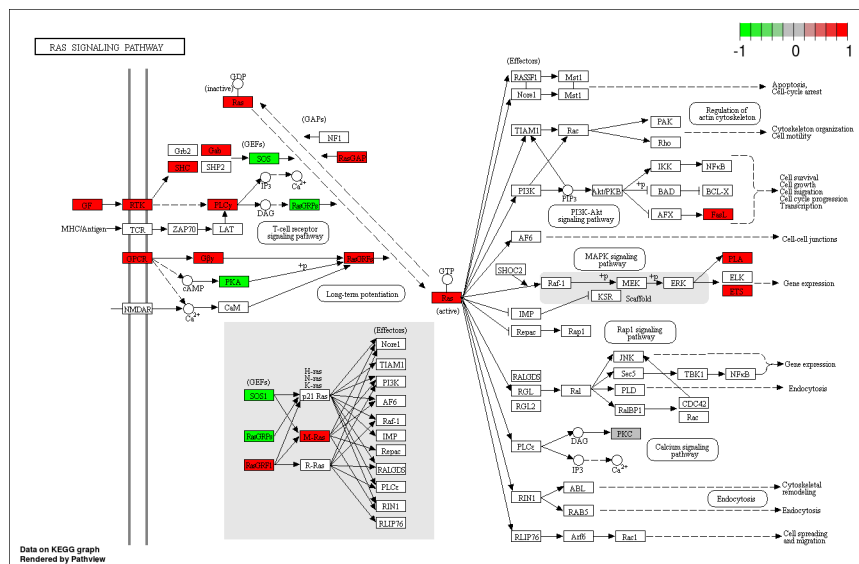 RAS SIGNALING PATHWAY
-1
0
1
GDP
(inactive)
Ras
(GAPs)
NF1
RasGAP
Grb2
Gab
SHC
SHP2
(GEFs)
SOS
IP3
Ca2+
GF
RTK
PLCγ
DAG
RasGRPs
MHC/Antigen
TCR
ZAP70
LAT
T-cell receptor
signaling pathway
GPCR
Gβγ
RasGRFs
+p
cAMP
PKA
NMDAR
Ca2+
CaM
Long-term potentiation
GTP
Ras
(active)
(Effectors)
RASSF1
Mst1
Nore1
Mst1
Apoptosis,
Cell-cycle arrest
Regulation of
actin cytoskeleton
TIAM1
Rac
PAK
Rho
Cytoskeleton organization
Cell motility
PI3K
PIP3
Akt/PKB
+p
IKK
NFκB
BAD
BCL-X
AFX
FasL
PI3K-Akt
signaling pathway
Cell survival
Cell growth
Cell migration
Cell cycle progression
Transcription
AF6
Cell-cell junctions
MAPK signaling
pathway
SHOC2
Raf-1
+p
MEK
+p
ERK
KSR
Scaffold
PLA
ELK
ETS
Gene expression
IMP
Repac
Rap1
Rap1 signaling
pathway
RALGDS
RGL
RGL2
Ral
JNK
Sec5
TBK1
NFκB
PLD
RalBP1
CDC42
Rac
Gene expression
Endocytosis
PLCε
DAG
PKC
IP3
Ca2+
Calcium signaling
pathway
RIN1
ABL
RAB5
Endocytosis
Cytoskeletal
remodeling
Endocytosis
RLIP76
Arf6
Rac1
Cell spreading
and migration
(Effectors)
Nore1
TIAM1
PI3K
AF6
Raf-1
IMP
Repac
RALGDS
PLCε
RIN1
RLIP76
(GEFs)
SOS1
RasGRPs
RasGRF1
H-ras
N-ras
K-ras
p21 Ras
M-Ras
R-Ras
Data on KEGG graph
Rendered by Pathview